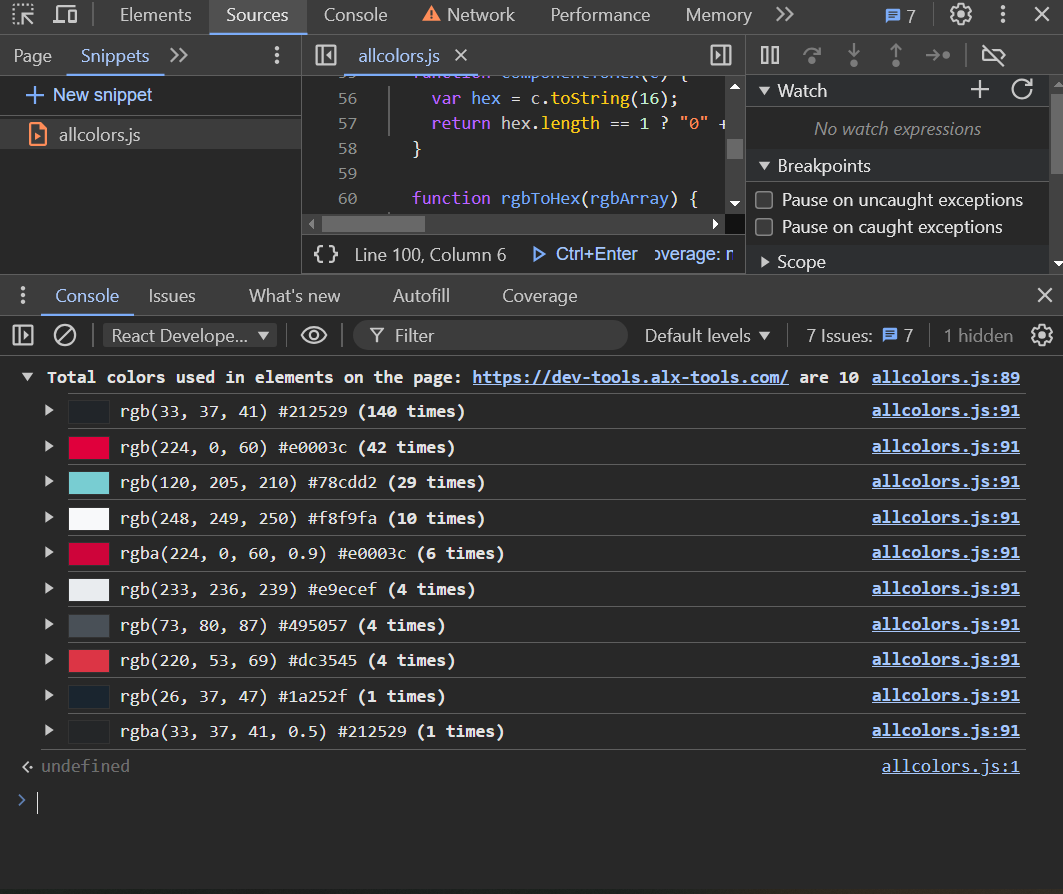 Elements Sources Console Network Performance Memory 7
Page Snippets
allcolors.js
New snippet
allcolors.js
55 function componentToHex(c) {
56 var hex = c.toString(16);
57 return hex.length == 1 ? "0" +
58 }
59
60 function rgbToHex(rgbArray) {
{} Line 100, Column 6 Ctrl+Enter overage: n
Watch
No watch expressions
Breakpoints
Pause on uncaught exceptions
Pause on caught exceptions
Scope
Console Issues What's new Autofill Coverage
React Develope... Filter Default levels 7 Issues: 7 1 hidden
Total colors used in elements on the page: https://dev-tools.alx-tools.com/ are 10 allcolors.js:89
rgb(33, 37, 41) #212529 (140 times) allcolors.js:91
rgb(224, 0, 60) #e0003c (42 times) allcolors.js:91
rgb(120, 205, 210) #78cdd2 (29 times) allcolors.js:91
rgb(248, 249, 250) #f8f9fa (10 times) allcolors.js:91
rgba(224, 0, 60, 0.9) #e0003c (6 times) allcolors.js:91
rgb(233, 236, 239) #e9ecef (4 times) allcolors.js:91
rgb(73, 80, 87) #495057 (4 times) allcolors.js:91
rgb(220, 53, 69) #dc3545 (4 times) allcolors.js:91
rgb(26, 37, 47) #1a252f (1 times) allcolors.js:91
rgba(33, 37, 41, 0.5) #212529 (1 times) allcolors.js:91
undefined allcolors.js:1